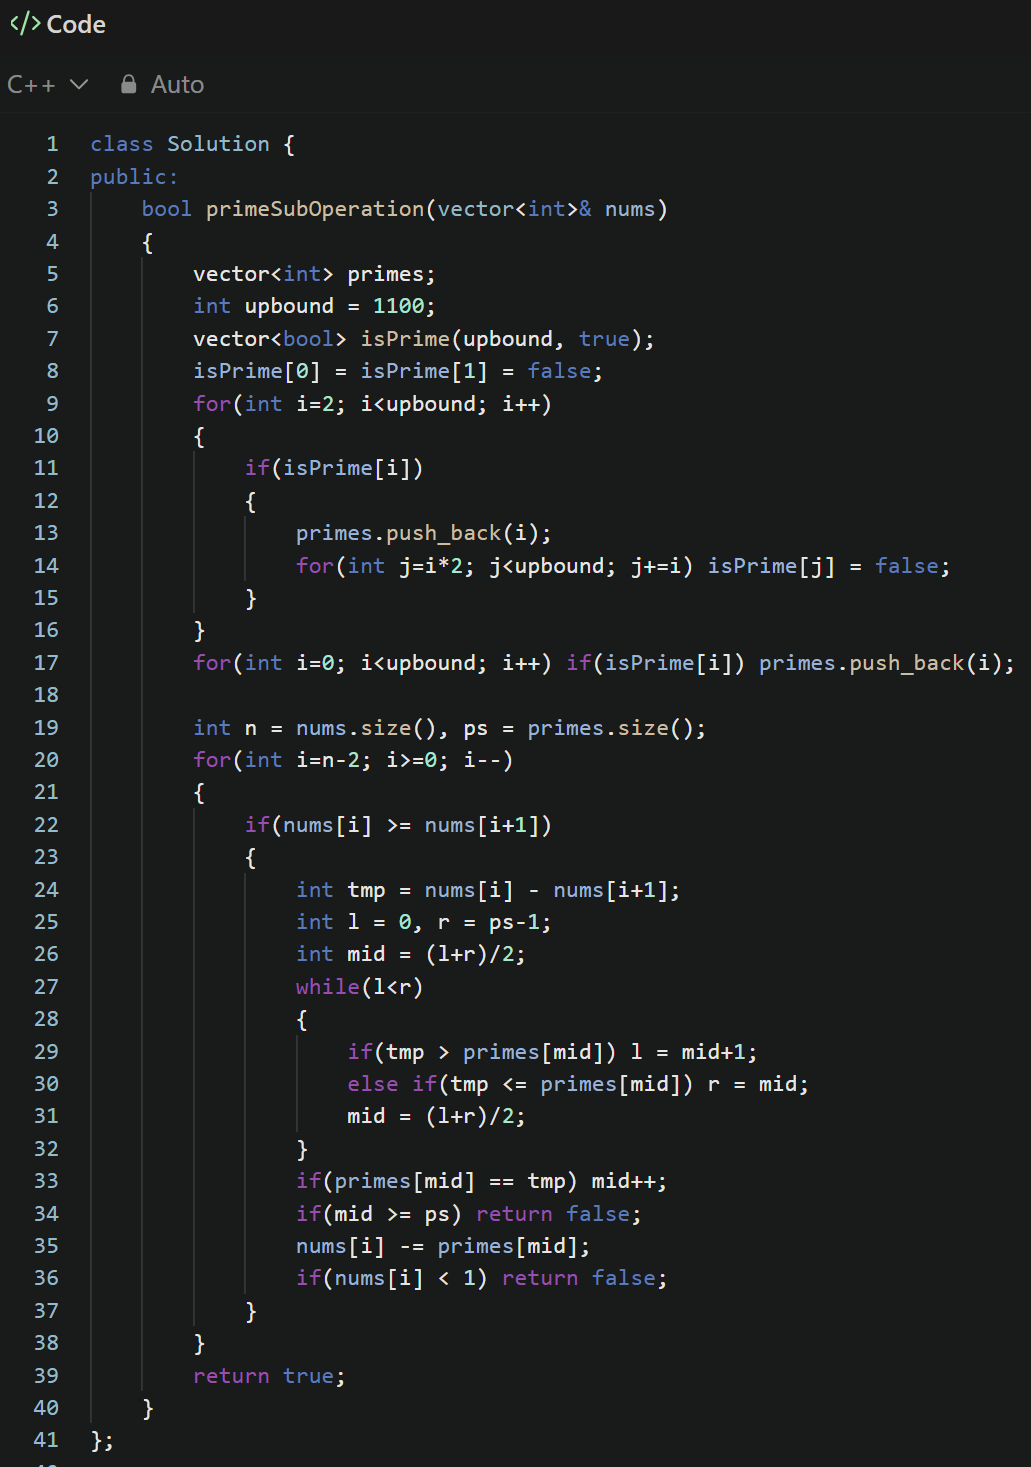 </> Code
C++ Auto
1 class Solution {
2 public:
3     bool primeSubOperation(vector<int>& nums)
4     {
5         vector<int> primes;
6         int upbound = 1100;
7         vector<bool> isPrime(upbound, true);
8         isPrime[0] = isPrime[1] = false;
9         for(int i=2; i<upbound; i++)
10         {
11             if(isPrime[i])
12             {
13                 primes.push_back(i);
14                 for(int j=i*2; j<upbound; j+=i) isPrime[j] = false;
15             }
16         }
17         for(int i=0; i<upbound; i++) if(isPrime[i]) primes.push_back(i);
18
19         int n = nums.size(), ps = primes.size();
20         for(int i=n-2; i>=0; i--)
21         {
22             if(nums[i] >= nums[i+1])
23             {
24                 int tmp = nums[i] - nums[i+1];
25                 int l = 0, r = ps-1;
26                 int mid = (l+r)/2;
27                 while(l<r)
28                 {
29                     if(tmp > primes[mid]) l = mid+1;
30                     else if(tmp <= primes[mid]) r = mid;
31                     mid = (l+r)/2;
32                 }
33                 if(primes[mid] == tmp) mid++;
34                 if(mid >= ps) return false;
35                 nums[i] -= primes[mid];
36                 if(nums[i] < 1) return false;
37             }
38         }
39         return true;
40     }
41 };